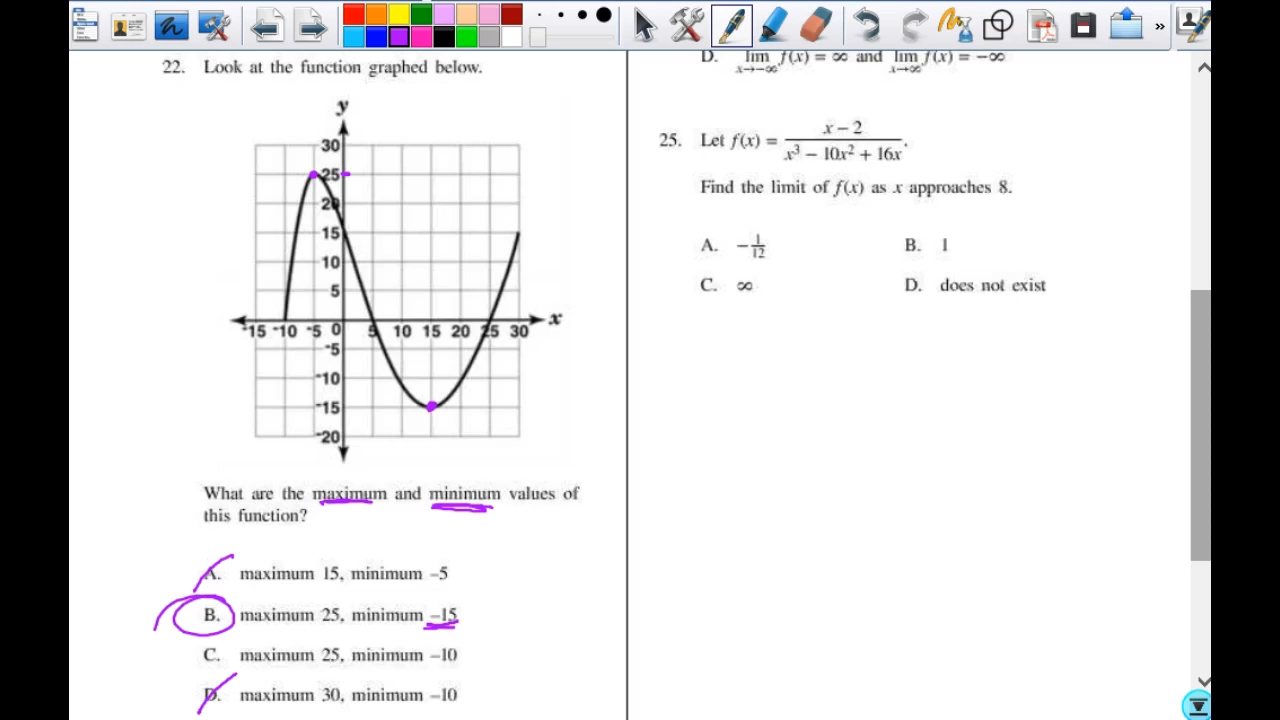 22. Look at the function graphed below.
y
30
25
20
15
10
5
-15 -10 -5 0 5 10 15 20 25 30 x
-5
-10
-15
-20
What are the maximum and minimum values of
this function?
A. maximum 15, minimum –5
B. maximum 25, minimum –15
C. maximum 25, minimum –10
D. maximum 30, minimum –10
D. lim x→−∞ f(x) = ∞ and lim x→∞ f(x) = −∞
25. Let f(x) = (x − 2)/(x³ − 10x² + 16x).
Find the limit of f(x) as x approaches 8.
A. −1/12 B. 1
C. ∞ D. does not exist